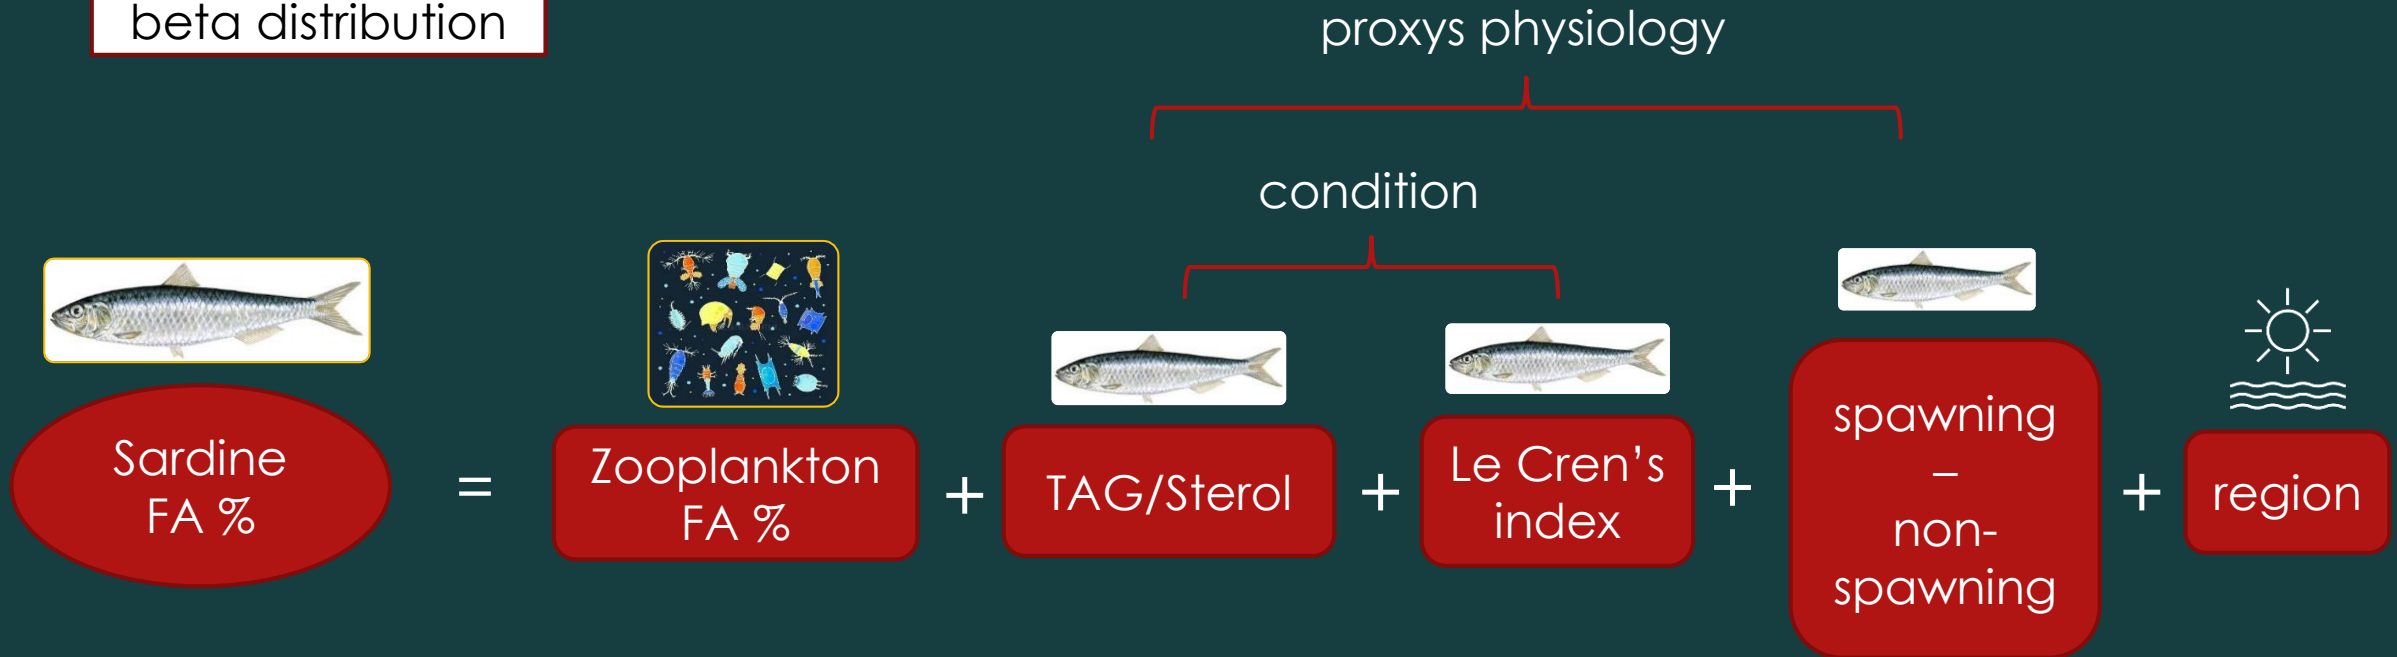 beta distribution
proxys physiology
condition
Sardine
FA %
=
Zooplankton
FA %
+
TAG/Sterol
+
Le Cren’s
index
+
spawning
–
non-
spawning
+
region